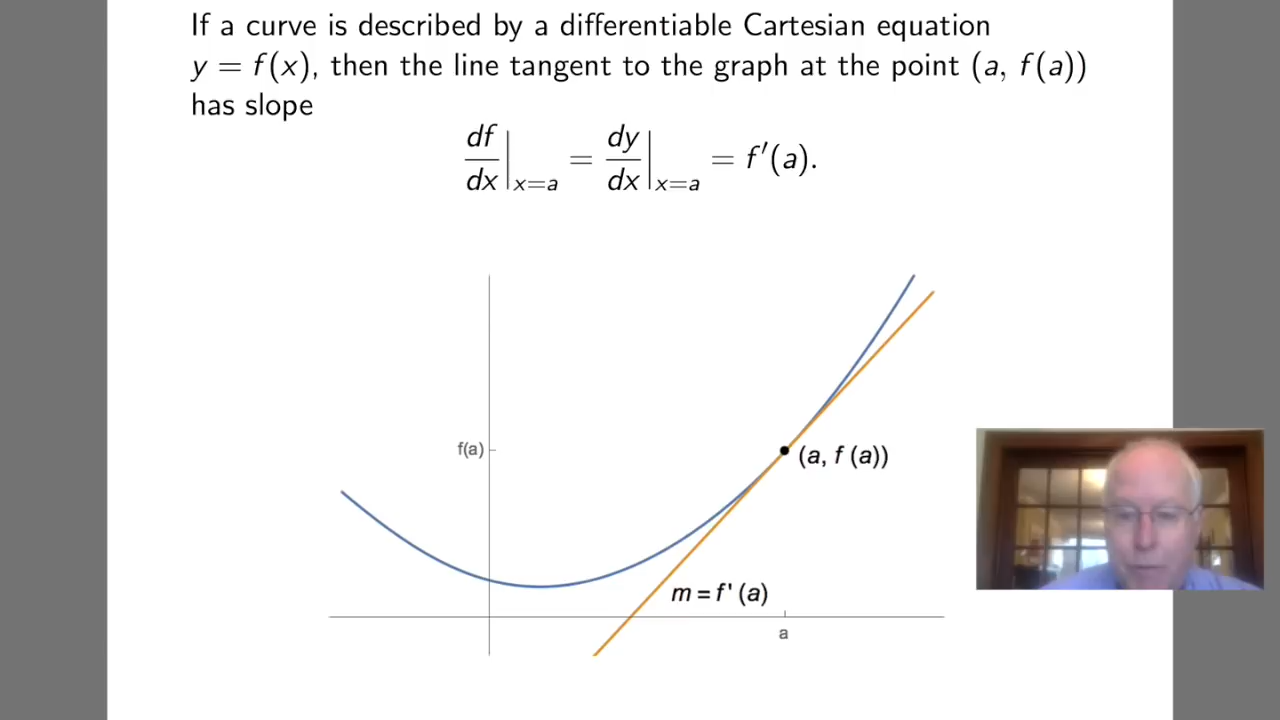 If a curve is described by a differentiable Cartesian equation
y = f(x), then the line tangent to the graph at the point (a, f(a))
has slope
df/dx|x=a = dy/dx|x=a = f′(a).
f(a)
(a, f (a))
m = f' (a)
a